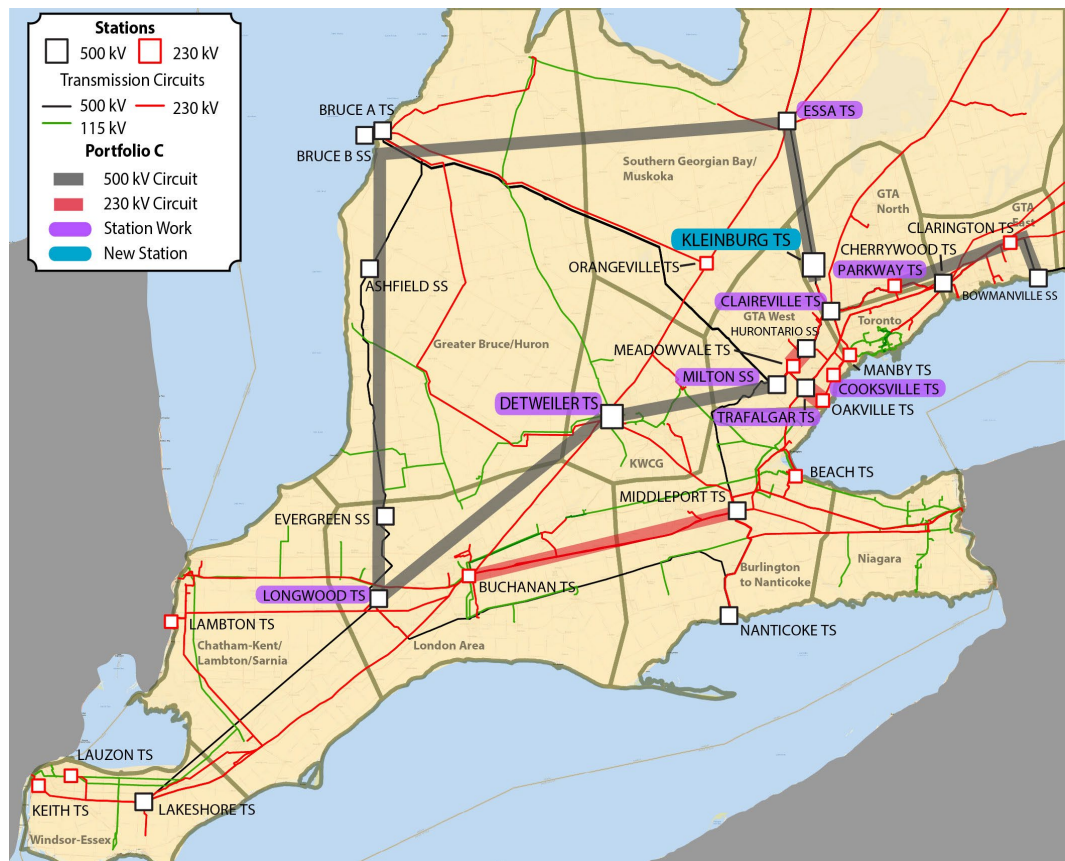 Stations
500 kV
230 kV
Transmission Circuits
500 kV
230 kV
115 kV
Portfolio C
500 kV Circuit
230 kV Circuit
Station Work
New Station
BRUCE A TS
BRUCE B SS
ESSA TS
Southern Georgian Bay/
Muskoka
GTA
North
GTA
East
CLARINGTON TS
KLEINBURG TS
CHERRYWOOD TS
ORANGEVILLE TS
PARKWAY TS
ASHFIELD SS
BOWMANVILLE SS
CLAIREVILLE TS
GTA West
Toronto
HURONTARIO SS
Greater Bruce/Huron
MEADOWVALE TS
MANBY TS
MILTON SS
COOKSVILLE TS
DETWEILER TS
OAKVILLE TS
TRAFALGAR TS
KWCG
BEACH TS
MIDDLEPORT TS
EVERGREEN SS
Niagara
Burlington
to Nanticoke
BUCHANAN TS
LONGWOOD TS
LAMBTON TS
NANTICOKE TS
Chatham-Kent/
Lambton/Sarnia
London Area
LAUZON TS
KEITH TS
LAKESHORE TS
Windsor-Essex